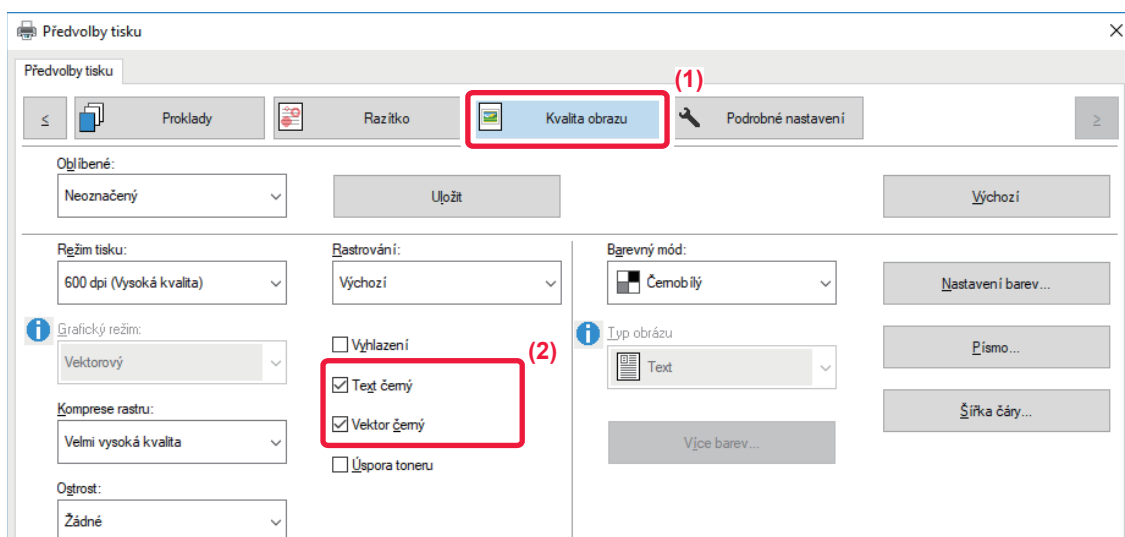 Předvolby tisku
Předvolby tisku
(1)
≤ Proklady Razítko Kvalita obrazu Podrobné nastavení ≥
Oblíbené:
Neoznačený Uložit Výchozí
Režim tisku: Rastrování: Barevný mód:
600 dpi (Vysoká kvalita) Výchozí Černobílý Nastavení barev...
Grafický režim: Vyhlazení (2) Typ obrázu
Vektorový Text černý Text Písmo...
Komprese rastru: Vektor černý Šířka čáry...
Velmi vysoká kvalita Více barev...
Úspora toneru
Ostrost:
Žádné